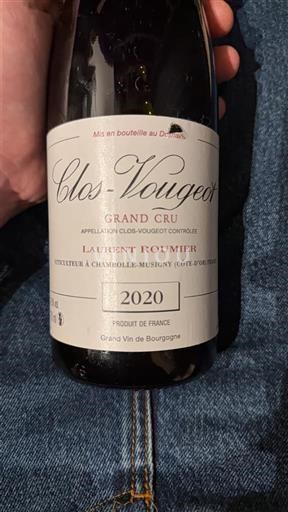 Mis en bouteille au Domaine
Clos-Vougeot
GRAND CRU
APPELLATION CLOS-VOUGEOT CONTRÔLÉE
LAURENT ROUMIER
VITICULTEUR À CHAMBOLLE-MUSIGNY (CÔTE-D'OR)
2020
PRODUIT DE FRANCE
Grand Vin de Bourgogne